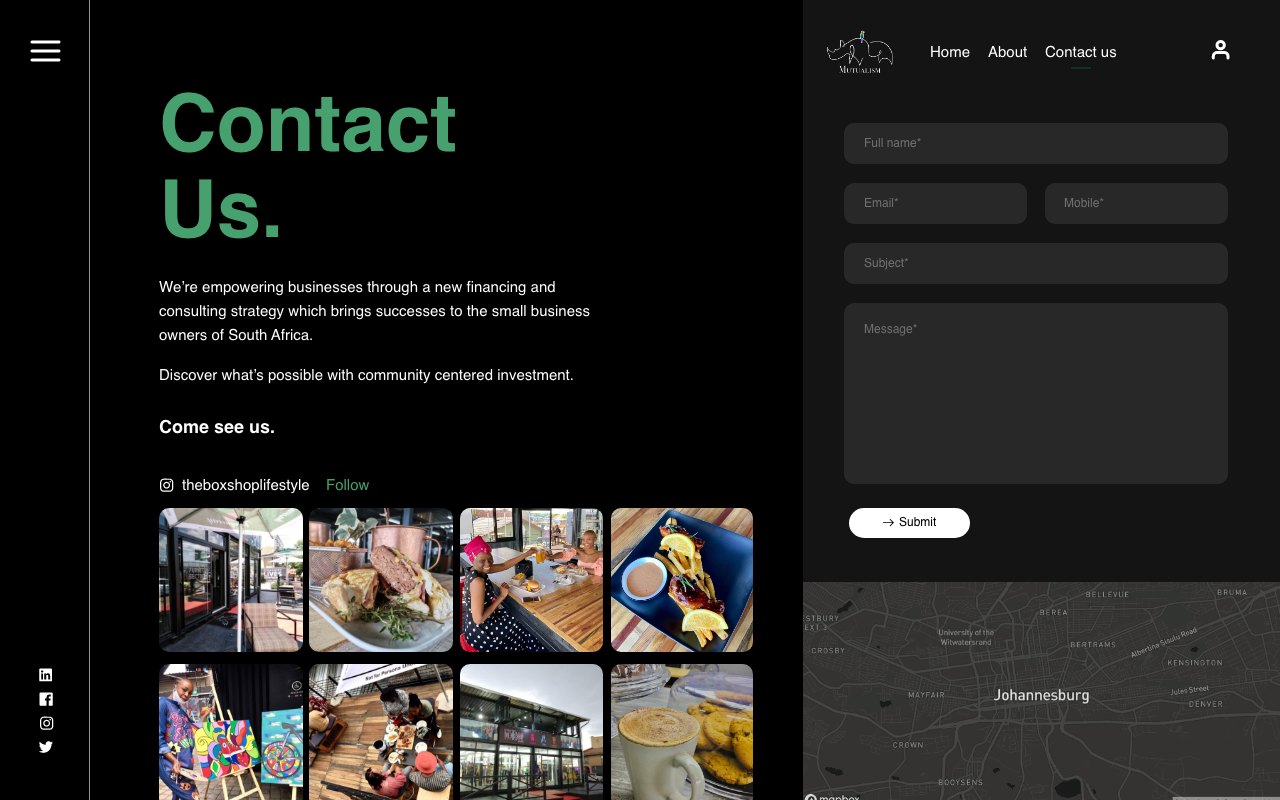 Contact
Us.
We’re empowering businesses through a new financing and
consulting strategy which brings successes to the small business
owners of South Africa.
Discover what’s possible with community centered investment.
Come see us.
theboxshoplifestyle Follow
Mutualism
Home About Contact us
Full name*
Email* Mobile*
Subject*
Message*
→ Submit
BELLEVUE
BRUMA
BEREA
STBURY
EXT 3
University of the
Witwatersrand
Albertina Sisulu Road
BERTRAMS
CROSBY
KENSINGTON
MAYFAIR
Johannesburg
Jules Street
DENVER
CROWN
BOOYSENS
mapbox